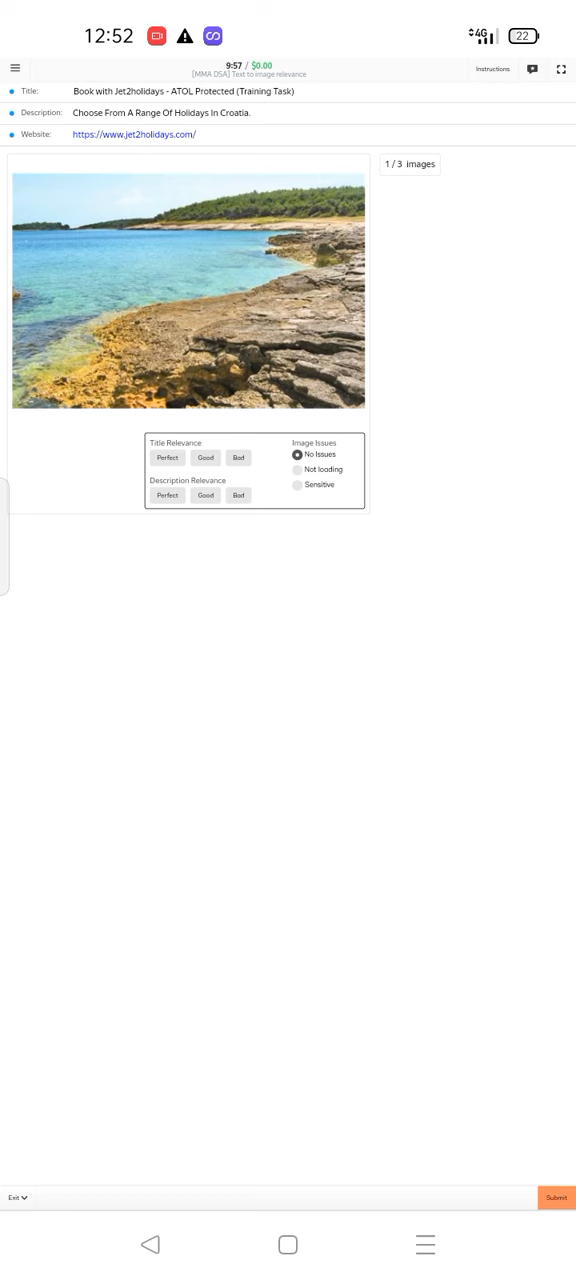 12:52
4G
22
9:57 / $0.00
[MMA DSA] Text to image relevance
Instructions
Title: Book with Jet2holidays - ATOL Protected (Training Task)
Description: Choose From A Range Of Holidays In Croatia.
Website: https://www.jet2holidays.com/
1 / 3 images
Title Relevance
Perfect Good Bad
Description Relevance
Perfect Good Bad
Image Issues
No Issues
Not loading
Sensitive
Exit
Submit